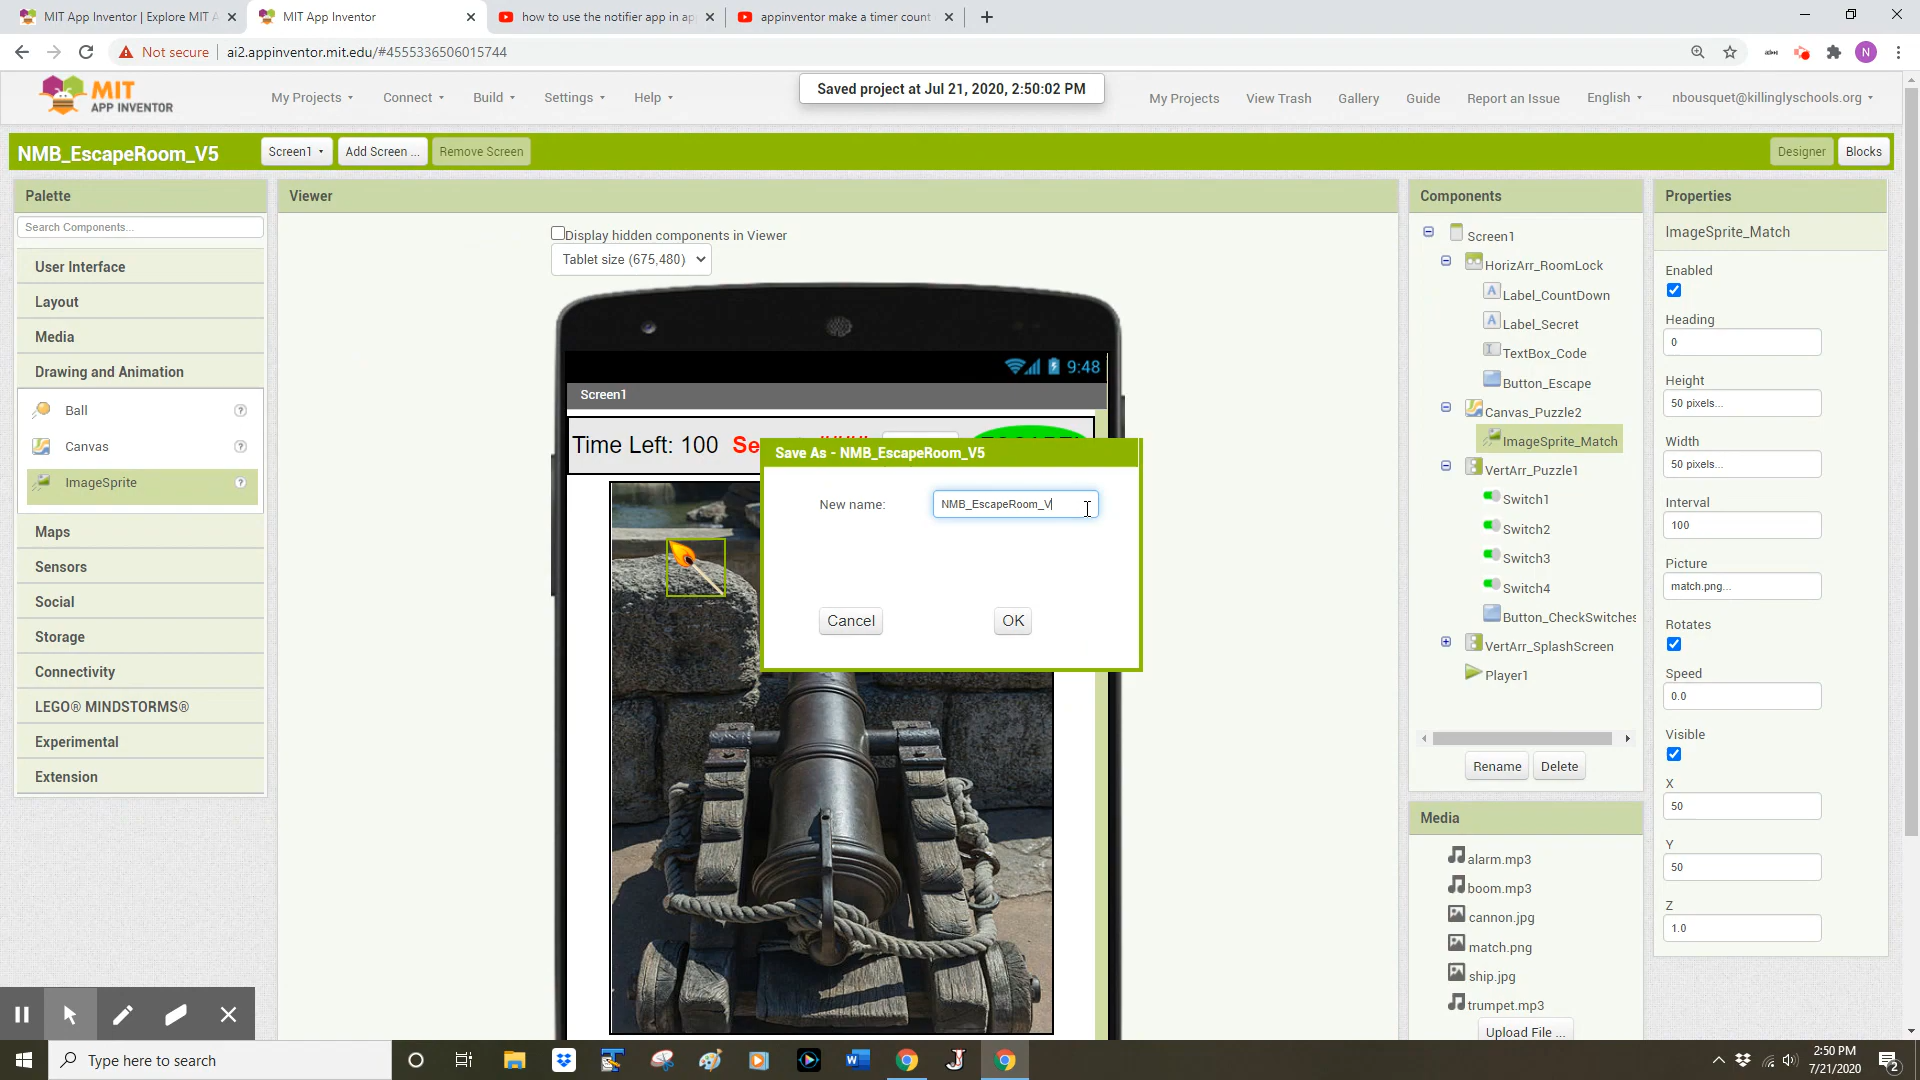 MIT App Inventor | Explore MIT A
MIT App Inventor
how to use the notifier app in ap
appinventor make a timer count
Not secure
ai2.appinventor.mit.edu/#4555336506015744
N
MIT
APP INVENTOR
My Projects
Connect
Build
Settings
Help
Saved project at Jul 21, 2020, 2:50:02 PM
My Projects
View Trash
Gallery
Guide
Report an Issue
English
nbousquet@killinglyschools.org
NMB_EscapeRoom_V5
Screen1
Add Screen ...
Remove Screen
Designer
Blocks
Palette
Search Components...
User Interface
Layout
Media
Drawing and Animation
Ball
Canvas
ImageSprite
Maps
Sensors
Social
Storage
Connectivity
LEGO® MINDSTORMS®
Experimental
Extension
Viewer
Display hidden components in Viewer
Tablet size (675,480)
9:48
Screen1
Time Left: 100
Se
Save As - NMB_EscapeRoom_V5
New name:
NMB_EscapeRoom_V
Cancel
OK
Components
Screen1
HorizArr_RoomLock
Label_CountDown
Label_Secret
TextBox_Code
Button_Escape
Canvas_Puzzle2
ImageSprite_Match
VertArr_Puzzle1
Switch1
Switch2
Switch3
Switch4
Button_CheckSwitches
VertArr_SplashScreen
Player1
Rename
Delete
Media
alarm.mp3
boom.mp3
cannon.jpg
match.png
ship.jpg
trumpet.mp3
Upload File ...
Properties
ImageSprite_Match
Enabled
Heading
0
Height
50 pixels...
Width
50 pixels...
Interval
100
Picture
match.png...
Rotates
Speed
0.0
Visible
X
50
Y
50
Z
1.0
Type here to search
2:50 PM
7/21/2020
2